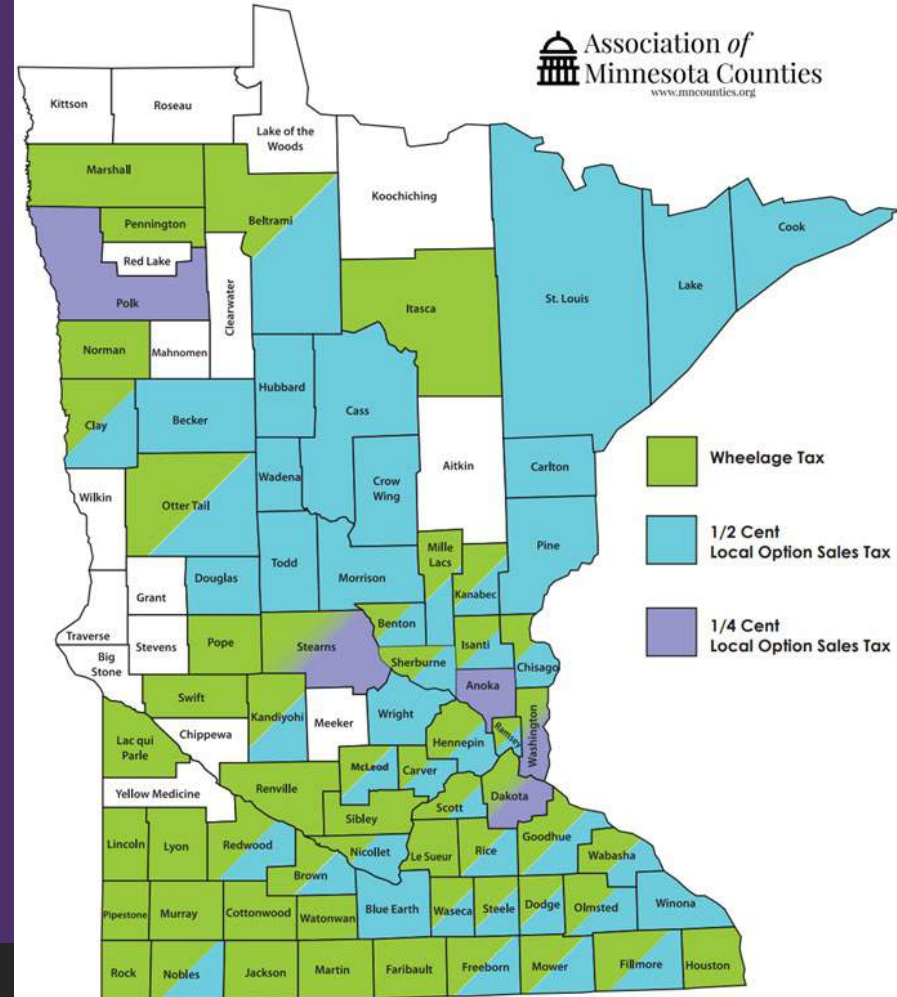 Association of
Minnesota Counties
www.mncounties.org
Kittson
Roseau
Lake of the
Woods
Koochiching
Marshall
Beltrami
Pennington
Red Lake
Polk
Clearwater
Itasca
St. Louis
Lake
Cook
Norman
Mahnomen
Hubbard
Cass
Clay
Becker
Wadena
Crow
Wing
Aitkin
Carlton
Wheelage Tax
Wilkin
Otter Tail
1/2 Cent
Local Option Sales Tax
Pine
Mille
Lacs
Kanabec
Grant
Douglas
Todd
Morrison
1/4 Cent
Local Option Sales Tax
Traverse
Big
Stone
Stevens
Pope
Stearns
Benton
Isanti
Sherburne
Chisago
Anoka
Swift
Kandiyohi
Meeker
Wright
Hennepin
Ramsey
Washington
Chippewa
Lac qui
Parle
McLeod
Carver
Yellow Medicine
Renville
Scott
Dakota
Sibley
Lincoln
Lyon
Redwood
Nicollet
Le Sueur
Rice
Goodhue
Wabasha
Brown
Pipestone
Murray
Cottonwood
Watonwan
Blue Earth
Waseca
Steele
Dodge
Olmsted
Winona
Rock
Nobles
Jackson
Martin
Faribault
Freeborn
Mower
Fillmore
Houston